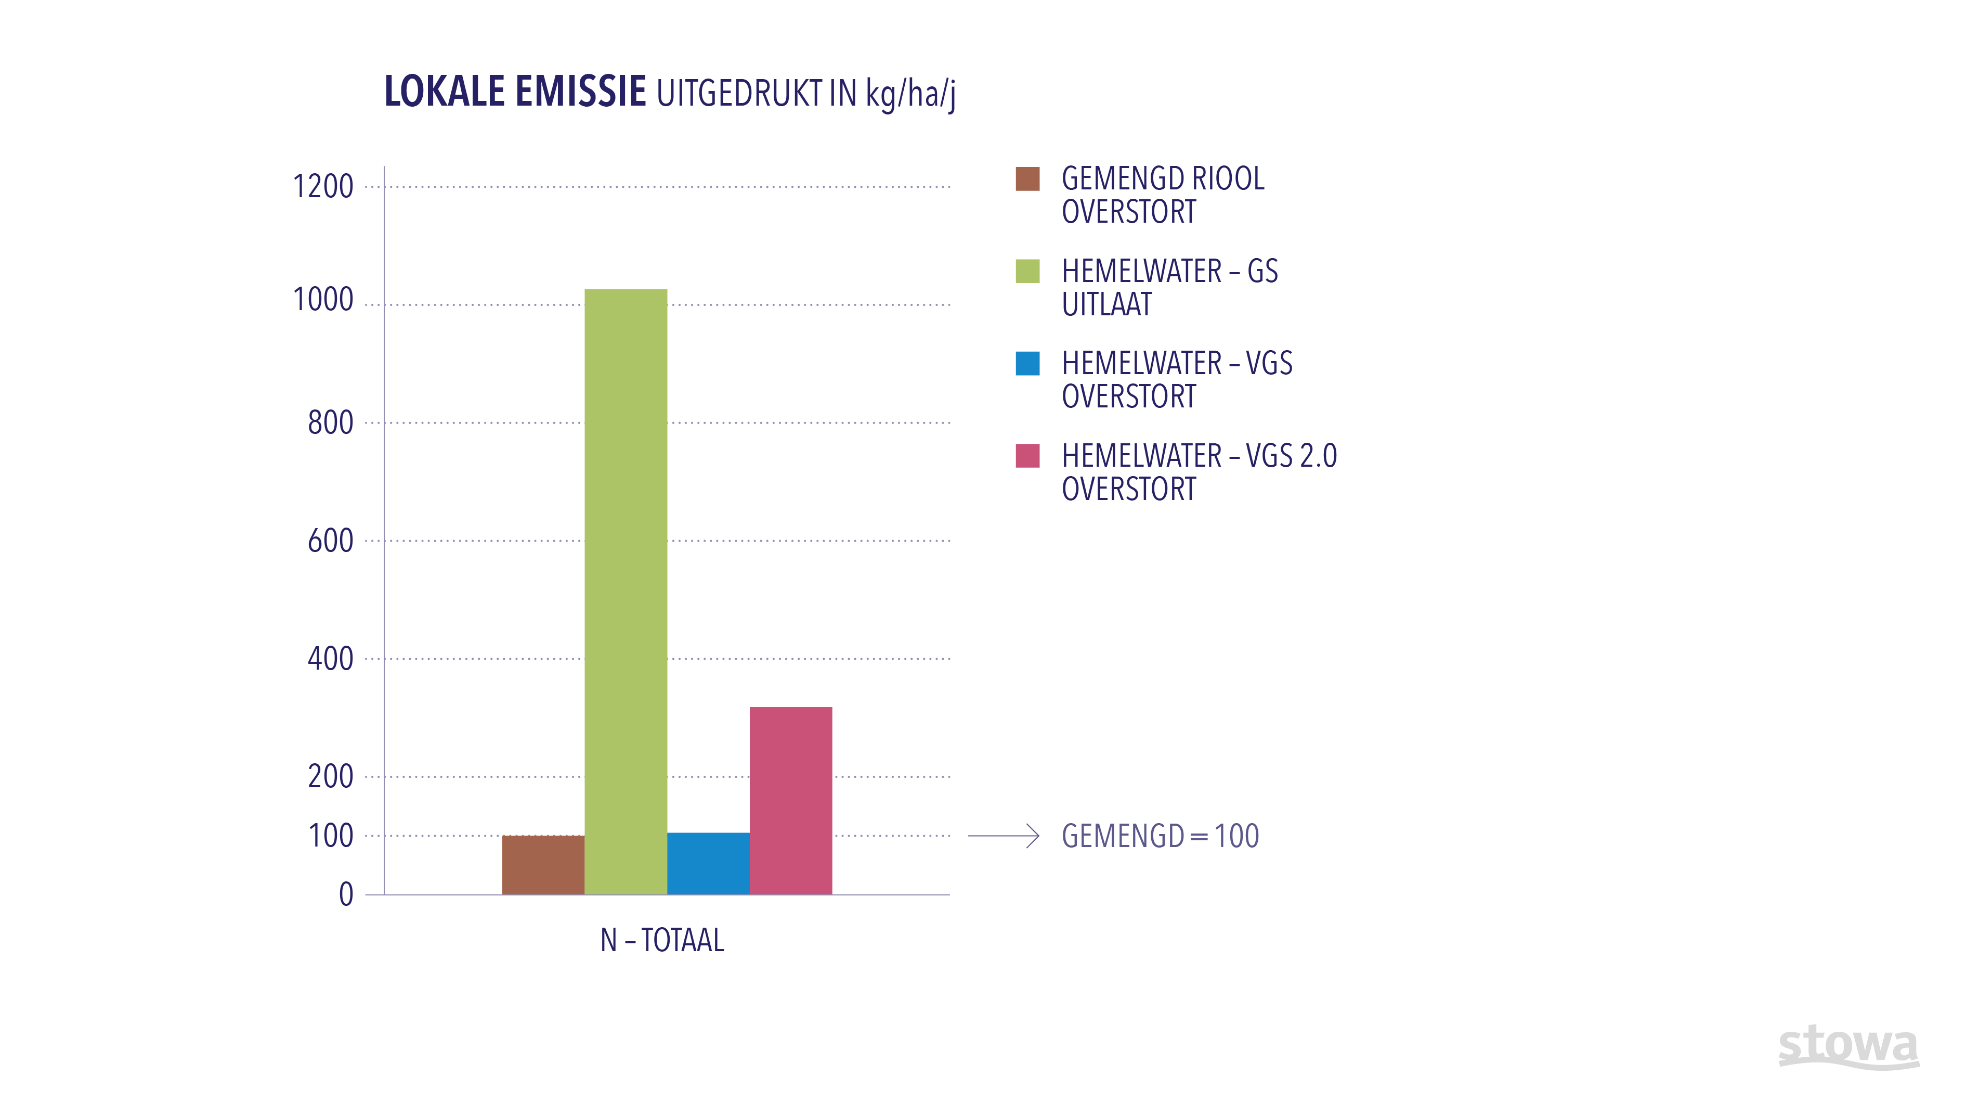 LOKALE EMISSIE UITGEDRUKT IN kg/ha/j
1200
1000
800
600
400
200
100
0
N – TOTAAL
GEMENGD RIOOL
OVERSTORT
HEMELWATER – GS
UITLAAT
HEMELWATER – VGS
OVERSTORT
HEMELWATER – VGS 2.0
OVERSTORT
GEMENGD = 100
stowa